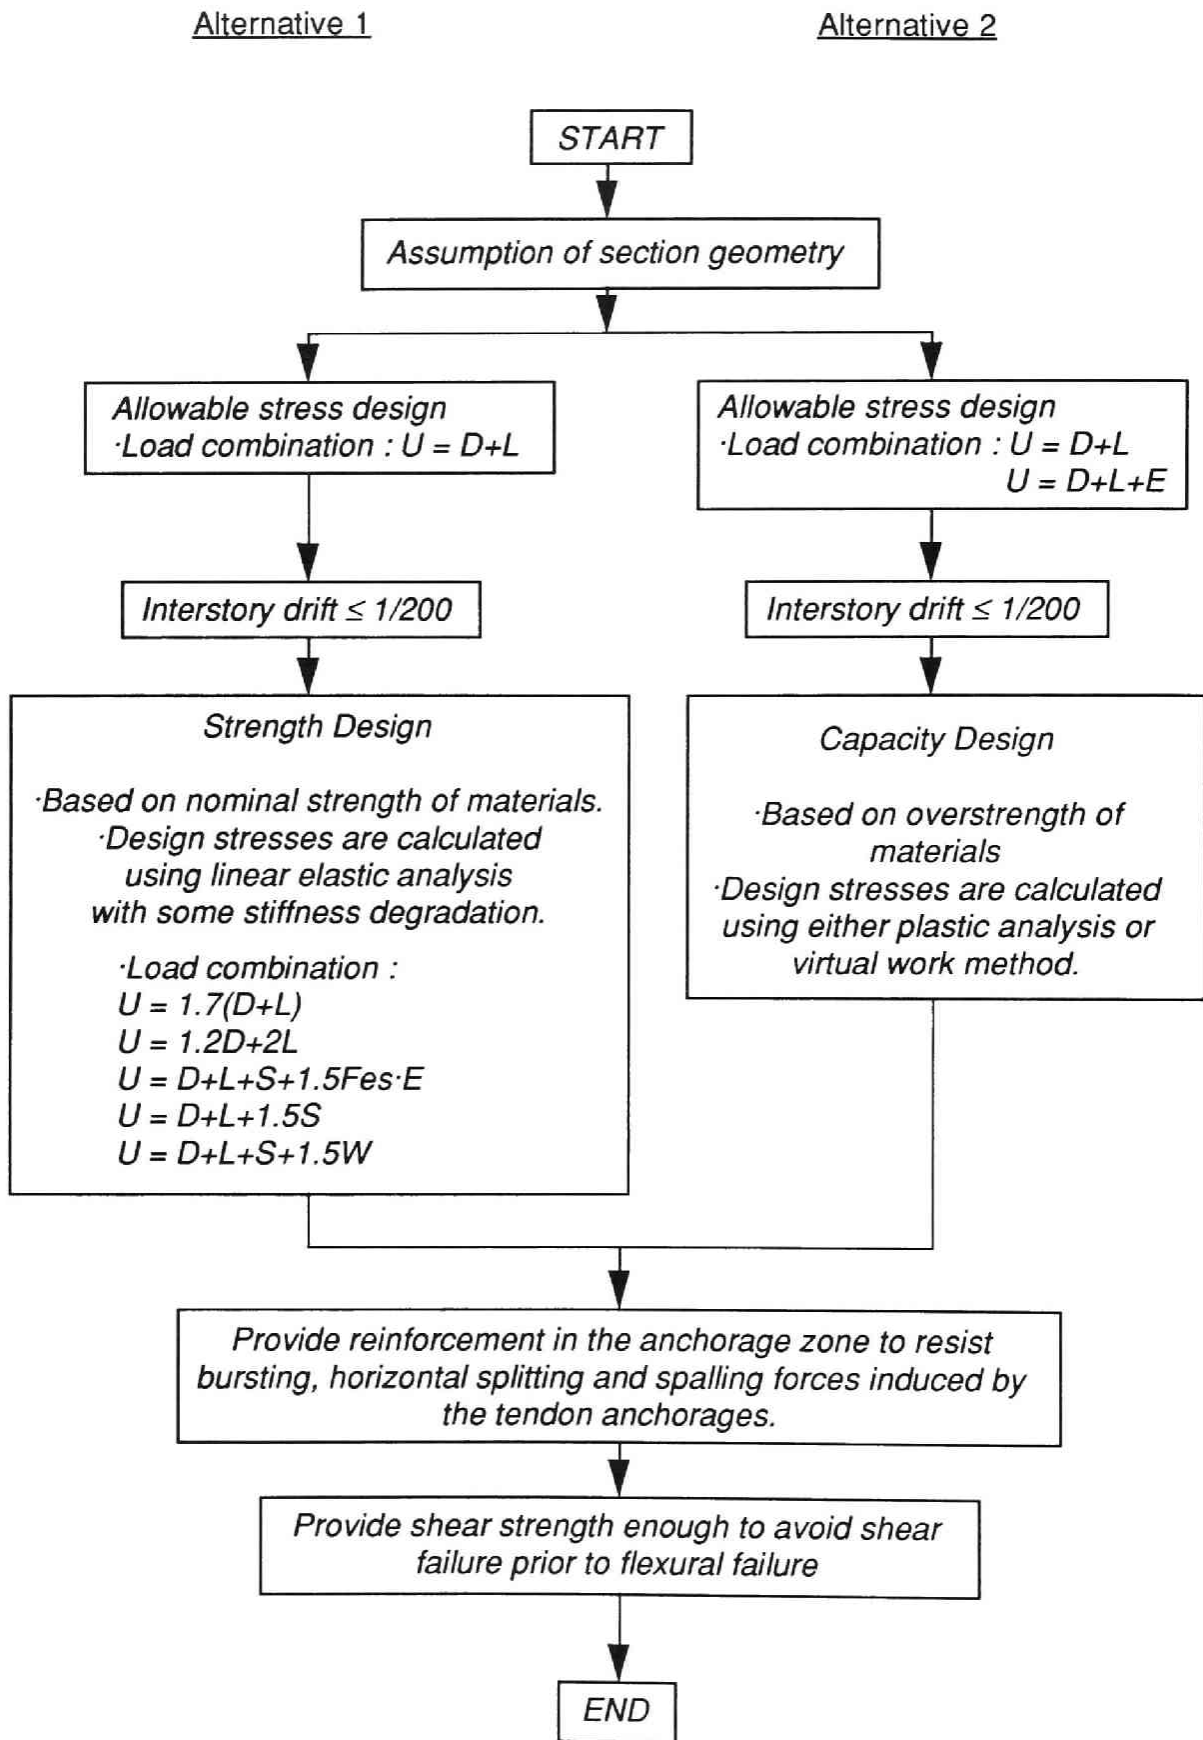 Alternative 1
Alternative 2
START
Assumption of section geometry
Allowable stress design
·Load combination : U = D+L
Allowable stress design
·Load combination : U = D+L
U = D+L+E
Interstory drift ≤ 1/200
Interstory drift ≤ 1/200
Strength Design
·Based on nominal strength of materials.
·Design stresses are calculated
using linear elastic analysis
with some stiffness degradation.
·Load combination :
U = 1.7(D+L)
U = 1.2D+2L
U = D+L+S+1.5Fes·E
U = D+L+1.5S
U = D+L+S+1.5W
Capacity Design
·Based on overstrength of
materials
·Design stresses are calculated
using either plastic analysis or
virtual work method.
Provide reinforcement in the anchorage zone to resist
bursting, horizontal splitting and spalling forces induced by
the tendon anchorages.
Provide shear strength enough to avoid shear
failure prior to flexural failure
END